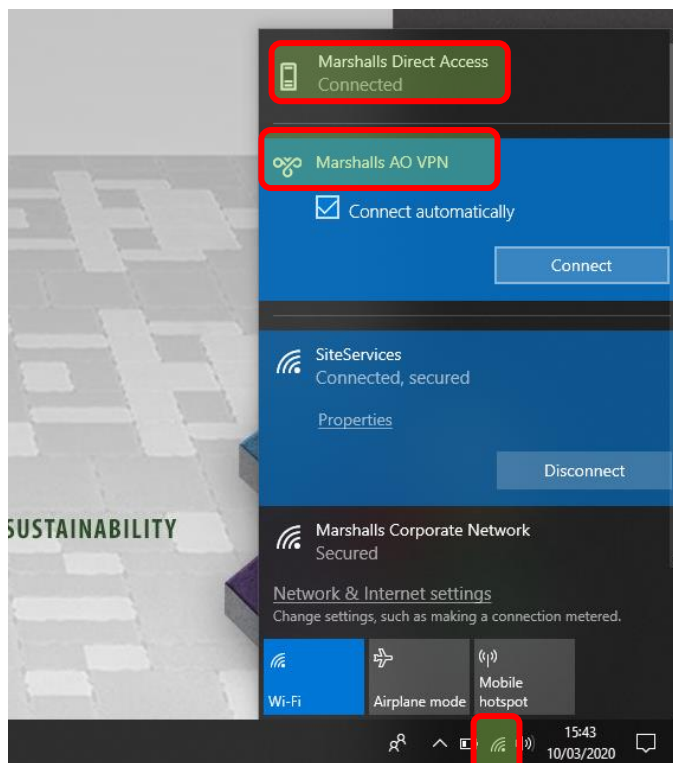 Marshalls Direct Access
Connected
Marshalls AO VPN
Connect automatically
Connect
SiteServices
Connected, secured
Properties
Disconnect
SUSTAINABILITY
Marshalls Corporate Network
Secured
Network & Internet settings
Change settings, such as making a connection metered.
Wi-Fi
Airplane mode
Mobile
hotspot
15:43
10/03/2020